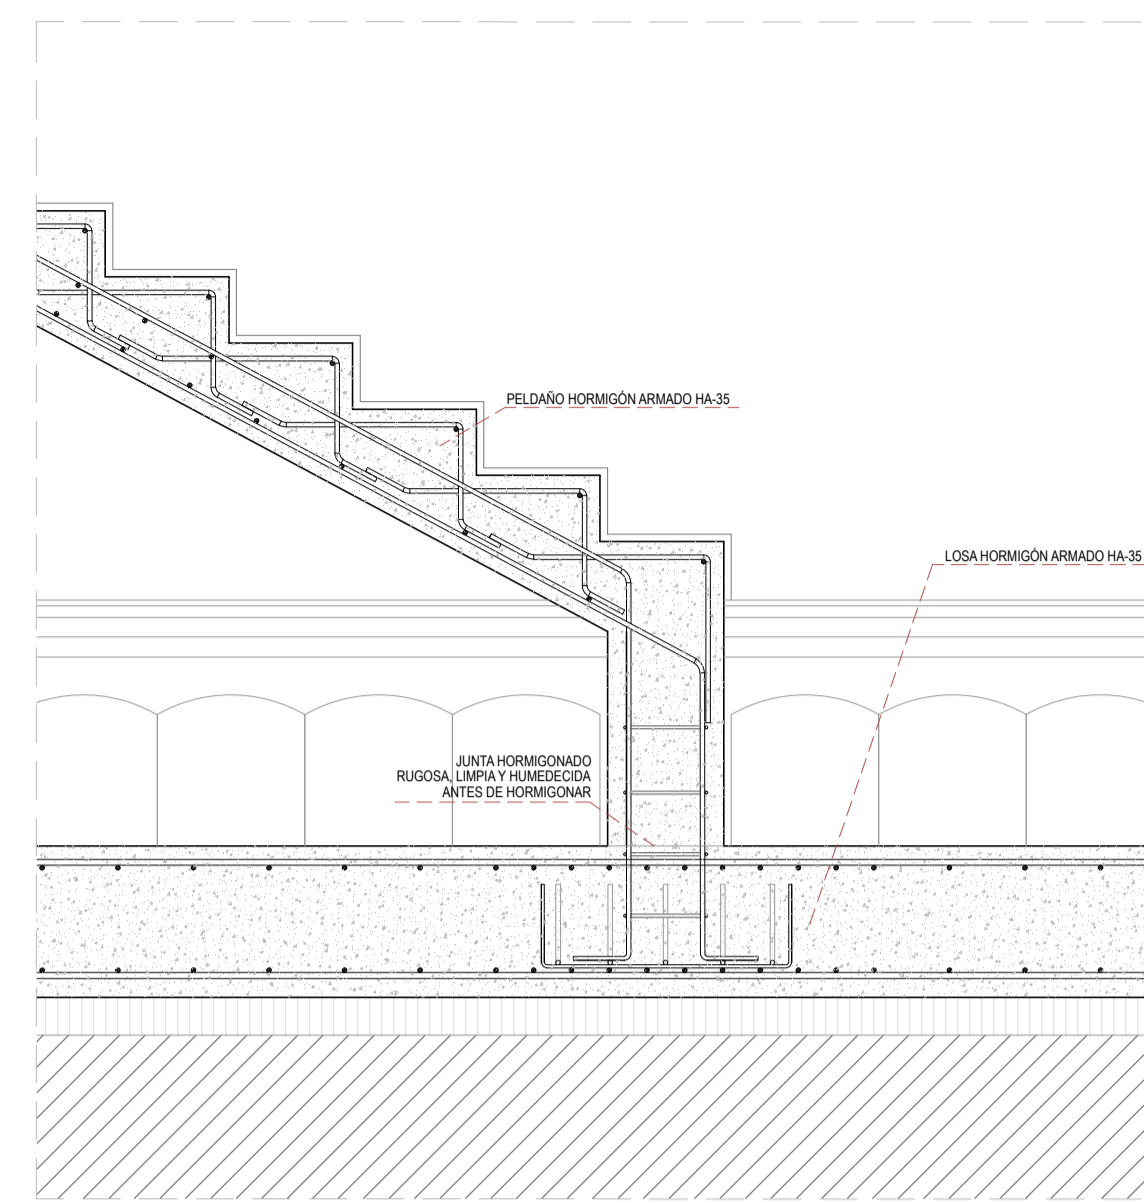 PELDAÑO HORMIGÓN ARMADO HA-35
LOSA HORMIGÓN ARMADO HA-35
JUNTA HORMIGONADO
RUGOSA, LIMPIA Y HUMEDECIDA
ANTES DE HORMIGONAR